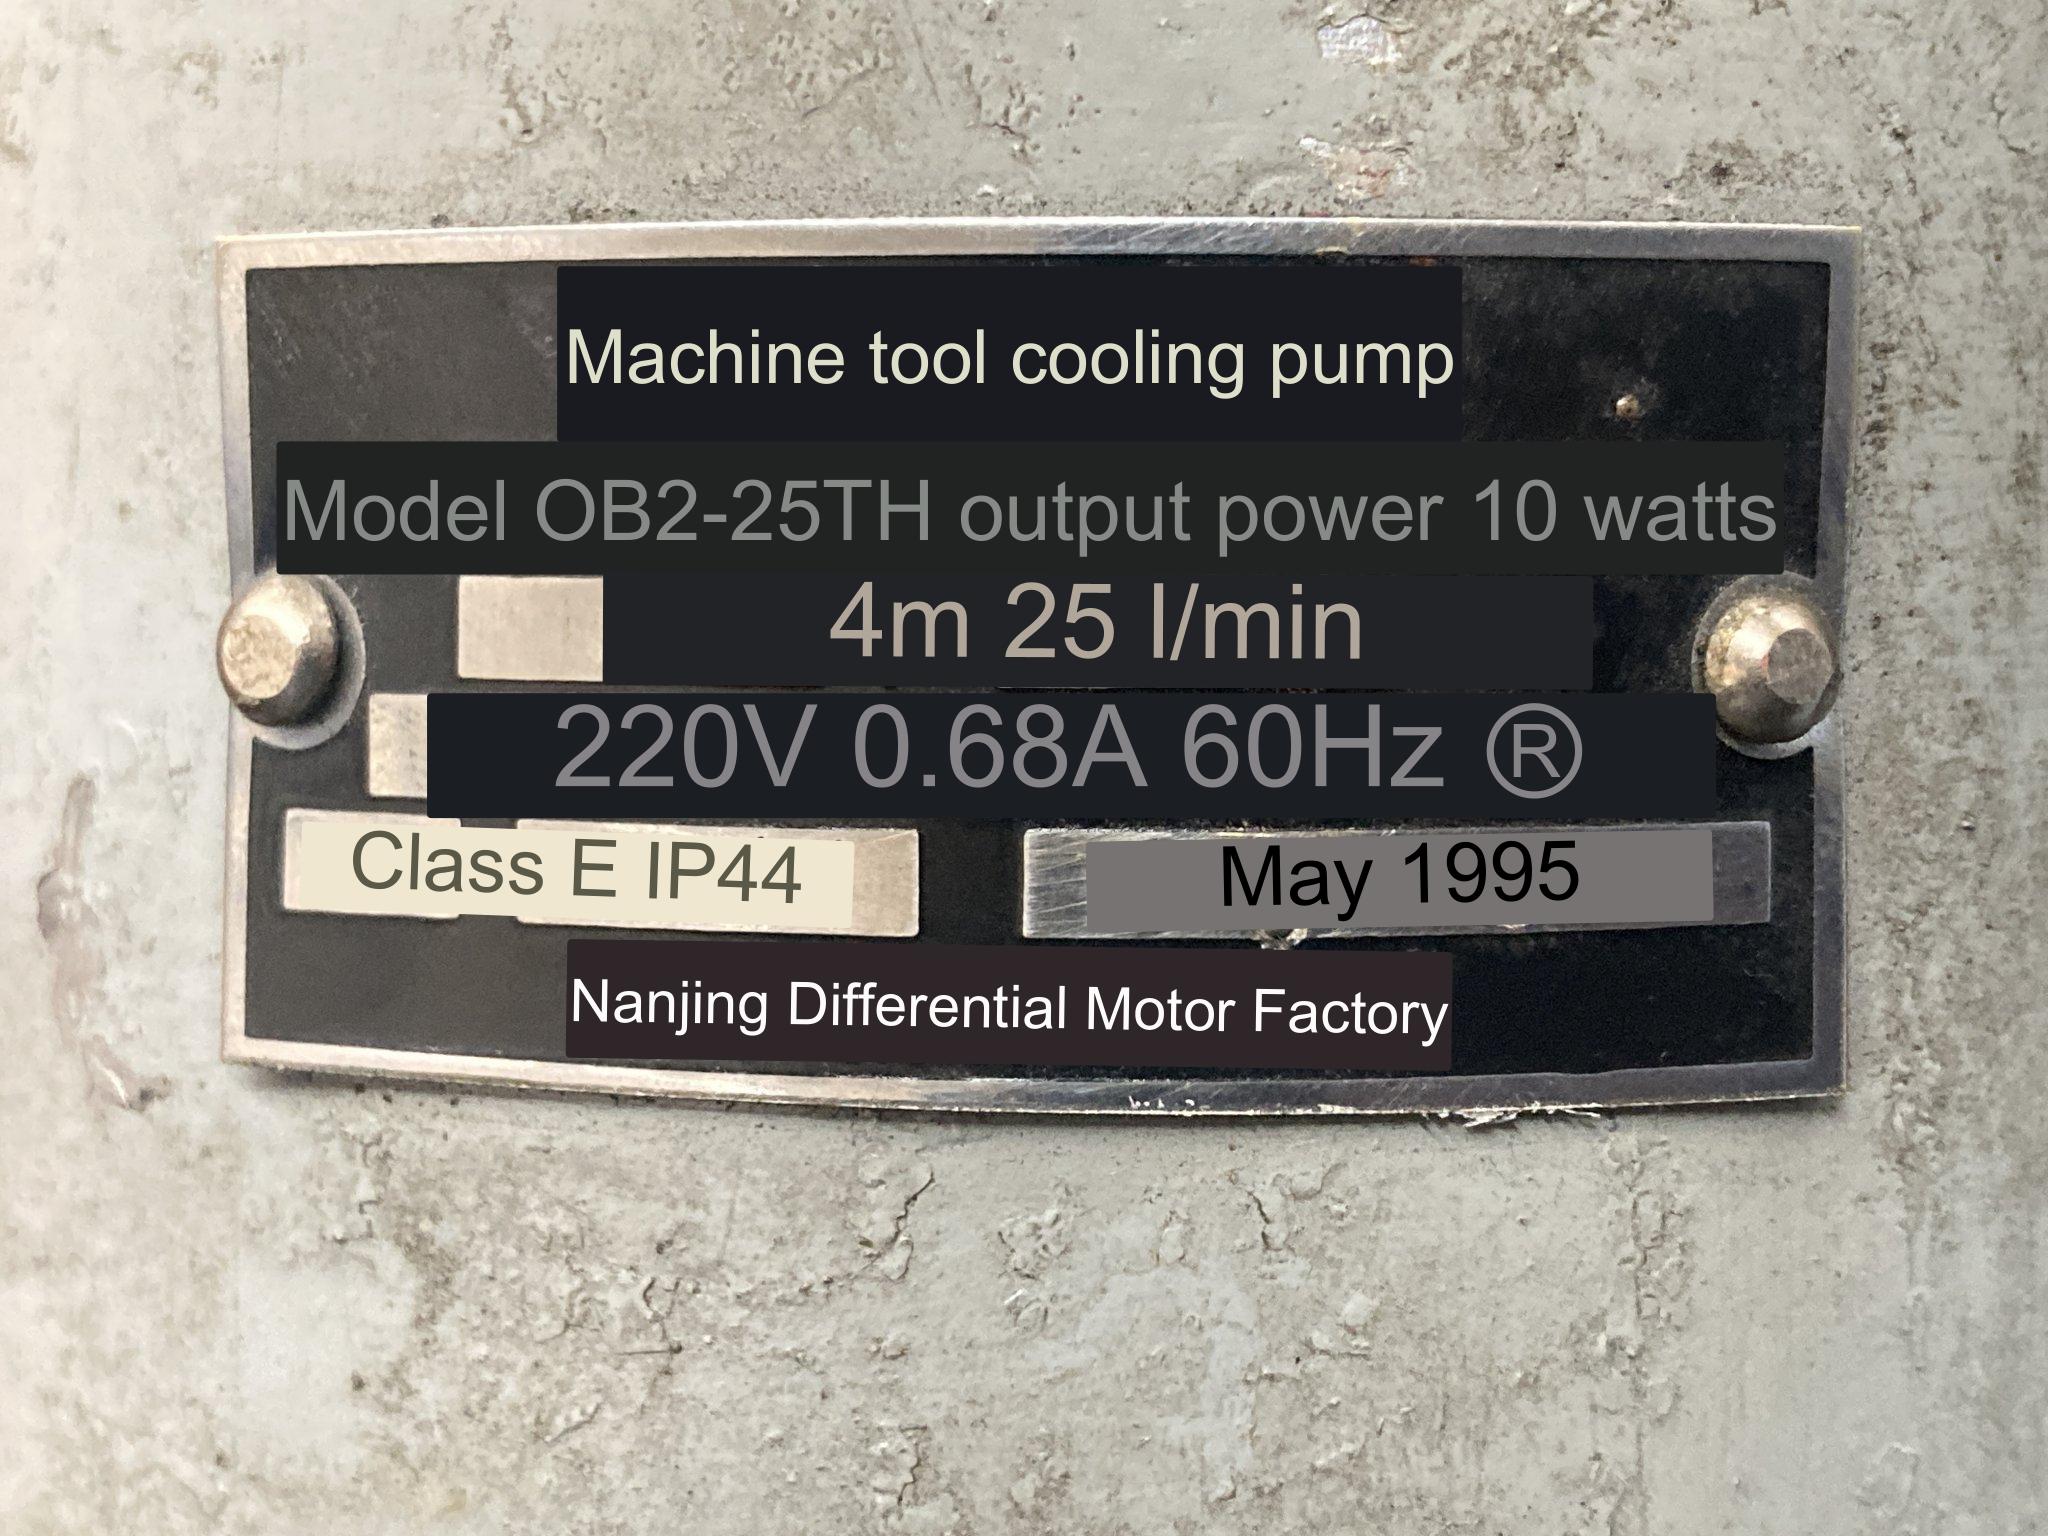 Machine tool cooling pump
Model OB2-25TH output power 10 watts
4m 25 l/min
220V 0.68A 60Hz ®
Class E IP44
May 1995
Nanjing Differential Motor Factory